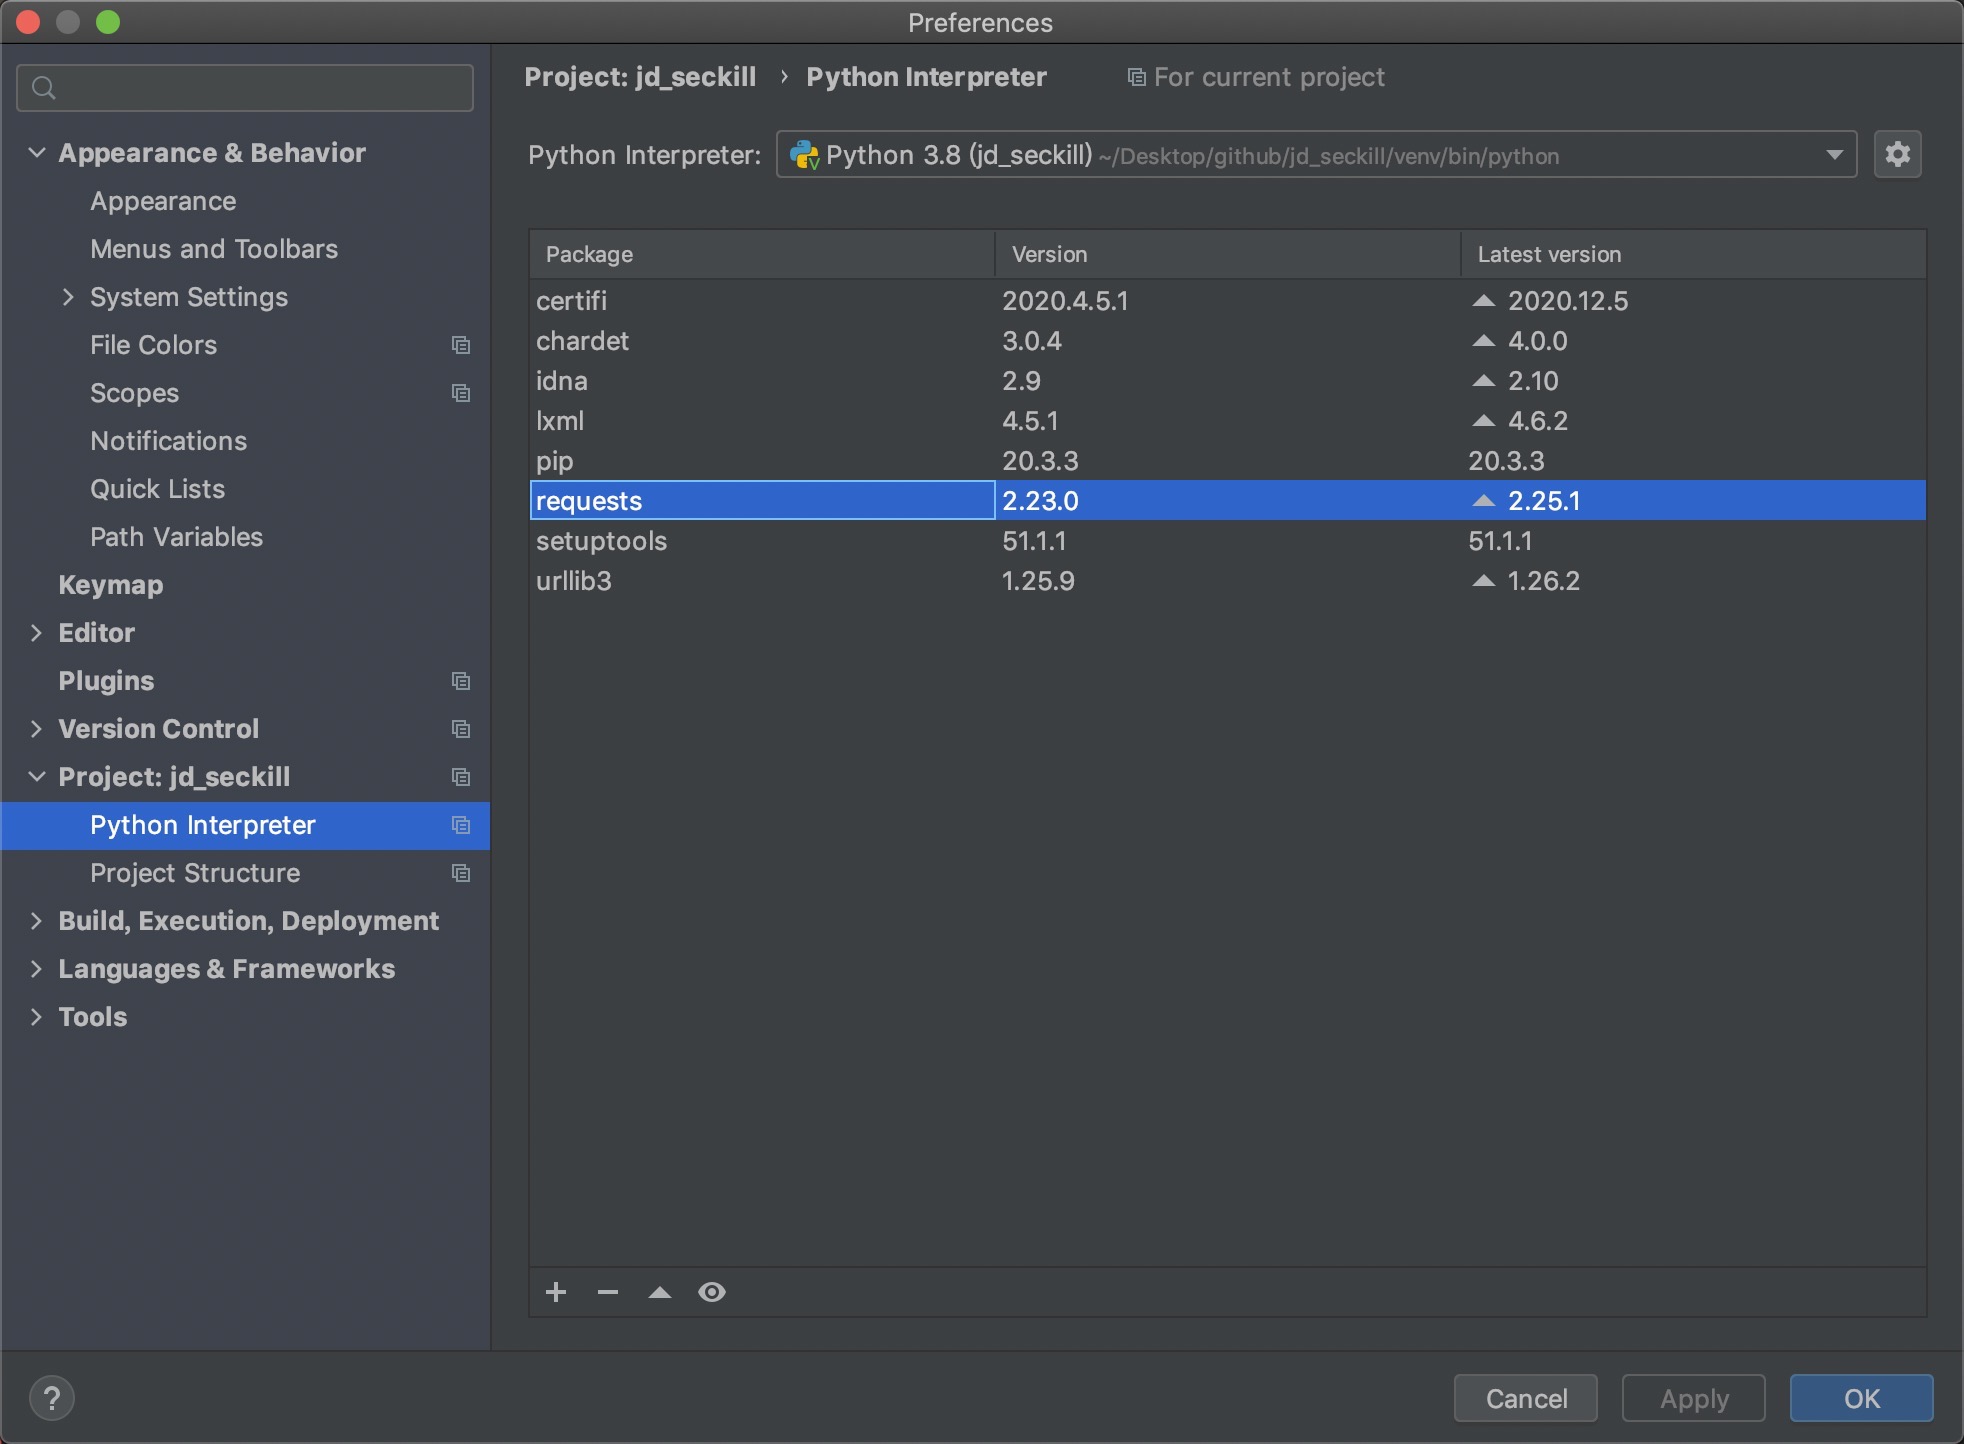 Preferences
Appearance & Behavior
Appearance
Menus and Toolbars
System Settings
File Colors
Scopes
Notifications
Quick Lists
Path Variables
Keymap
Editor
Plugins
Version Control
Project: jd_seckill
Python Interpreter
Project Structure
Build, Execution, Deployment
Languages & Frameworks
Tools
Project: jd_seckill › Python Interpreter For current project
Python Interpreter: Python 3.8 (jd_seckill) ~/Desktop/github/jd_seckill/venv/bin/python
Package Version Latest version
certifi 2020.4.5.1 2020.12.5
chardet 3.0.4 4.0.0
idna 2.9 2.10
lxml 4.5.1 4.6.2
pip 20.3.3 20.3.3
requests 2.23.0 2.25.1
setuptools 51.1.1 51.1.1
urllib3 1.25.9 1.26.2
? Cancel Apply OK